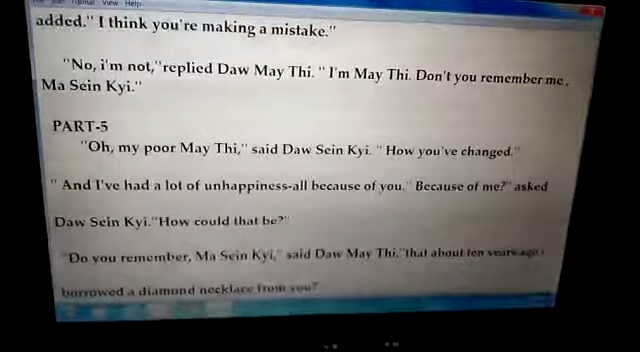 Format View Help
added." I think you're making a mistake."
"No, i'm not,"replied Daw May Thi. " I'm May Thi. Don't you remember me,
Ma Sein Kyi."
PART-5
"Oh, my poor May Thi," said Daw Sein Kyi. " How you've changed."
" And I've had a lot of unhappiness-all because of you." Because of me?" asked
Daw Sein Kyi."How could that be?"
"Do you remember, Ma Sein Kyi," said Daw May Thi,"that about ten years ago i
borrowed a diamond necklace from you?